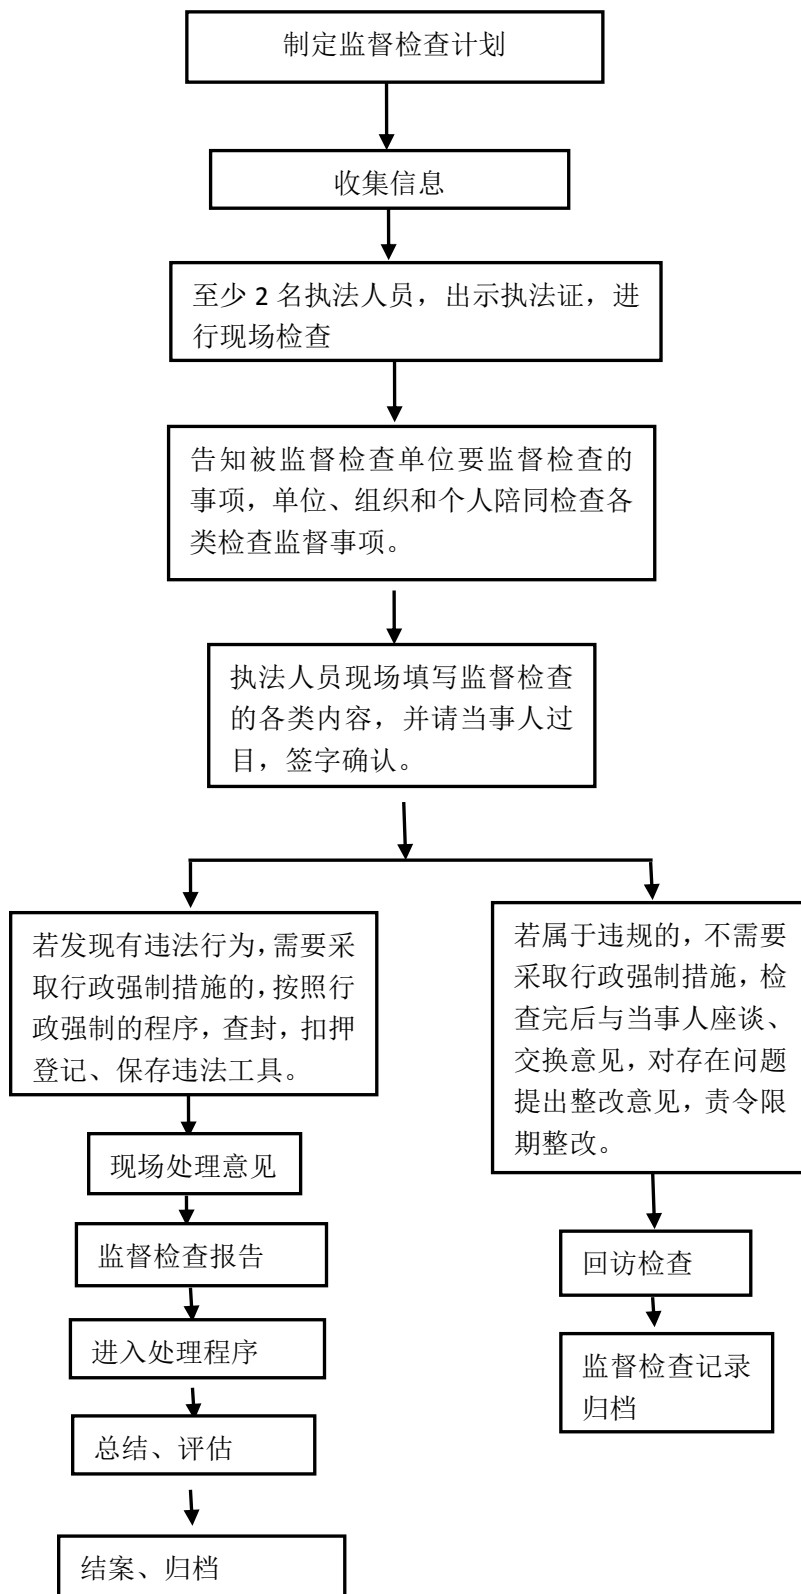 制定监督检查计划
收集信息
至少 2 名执法人员，出示执法证，进
行现场检查
告知被监督检查单位要监督检查的
事项，单位、组织和个人陪同检查各
类检查监督事项。
执法人员现场填写监督检查
的各类内容，并请当事人过
目，签字确认。
若发现有违法行为，需要采
取行政强制措施的，按照行
政强制的程序，查封，扣押
登记、保存违法工具。
现场处理意见
监督检查报告
进入处理程序
总结、评估
结案、归档
若属于违规的，不需要
采取行政强制措施，检
查完后与当事人座谈、
交换意见，对存在问题
提出整改意见，责令限
期整改。
回访检查
监督检查记录
归档